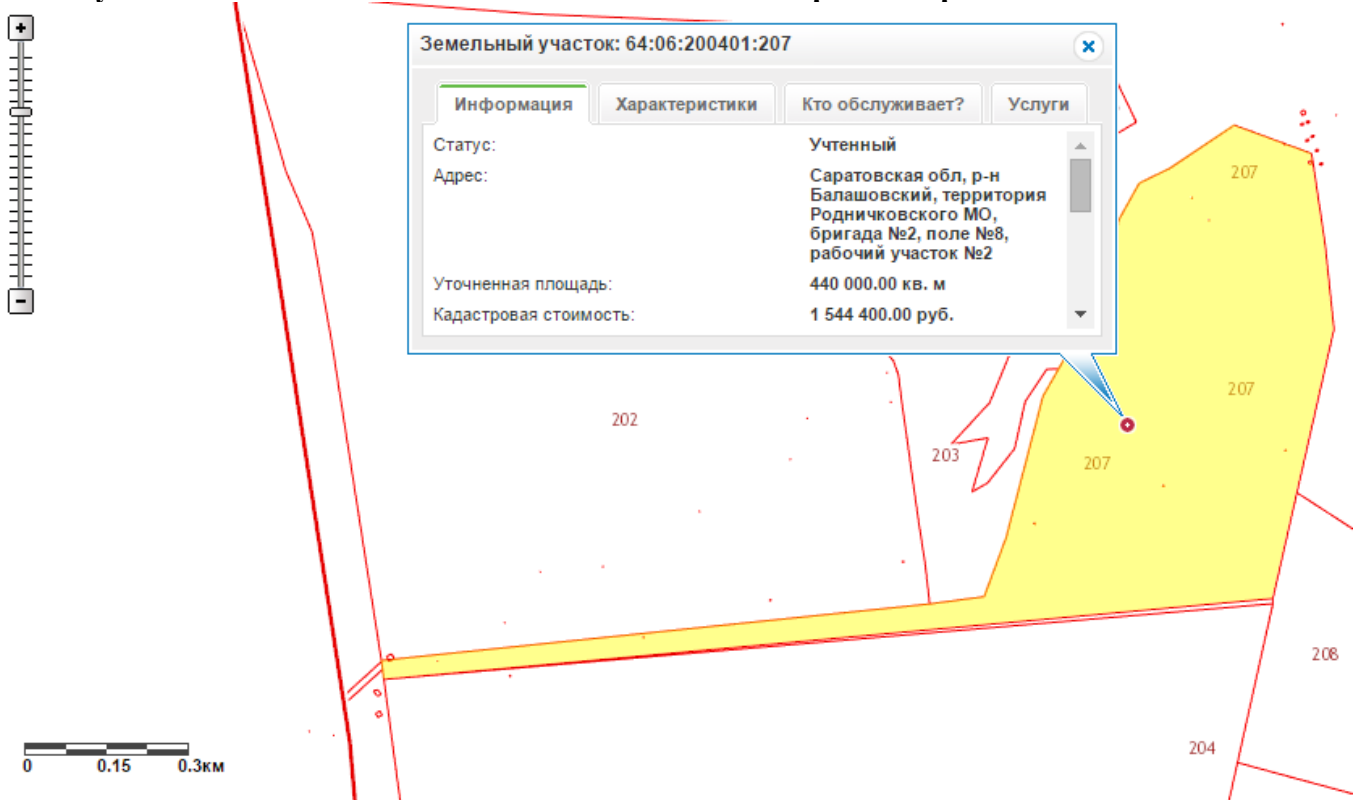 Земельный участок: 64:06:200401:207
Информация Характеристики Кто обслуживает? Услуги
Статус: Учтенный
Адрес: Саратовская обл, р-н
Балашовский, территория
Родничковского МО,
бригада №2, поле №8,
рабочий участок №2
Уточненная площадь: 440 000.00 кв. м
Кадастровая стоимость: 1 544 400.00 руб.
207
207
202
203
207
208
204
0 0.15 0.3км